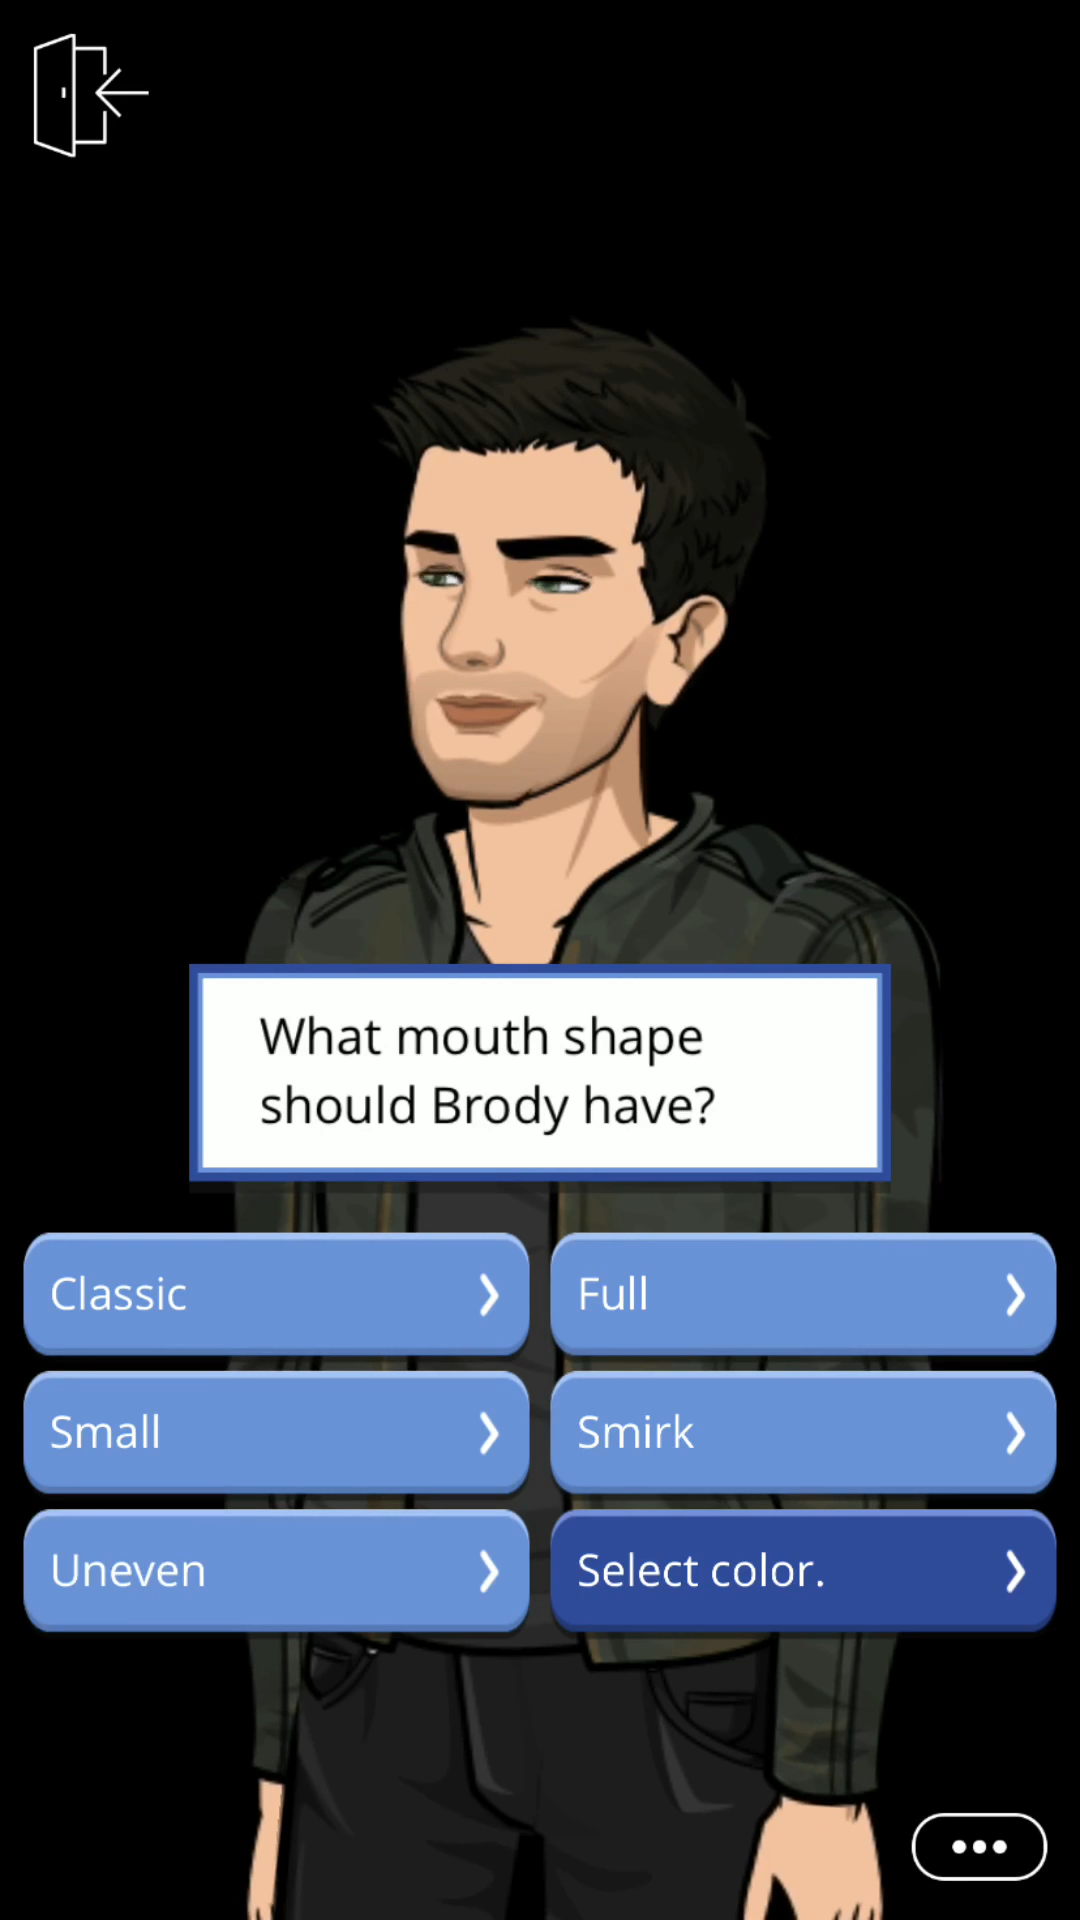 What mouth shape
should Brody have?
Classic
Full
Small
Smirk
Uneven
Select color.